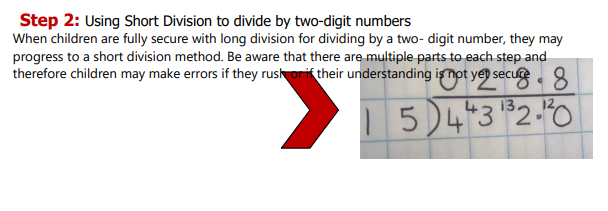 Step 2: Using Short Division to divide by two-digit numbers
When children are fully secure with long division for dividing by a two- digit number, they may
progress to a short division method. Be aware that there are multiple parts to each step and
therefore children may make errors if they rush or if their understanding is not yet secure.
0 2 8 . 8
1 5 ) 4 ⁴3 ¹³2 . ¹²0